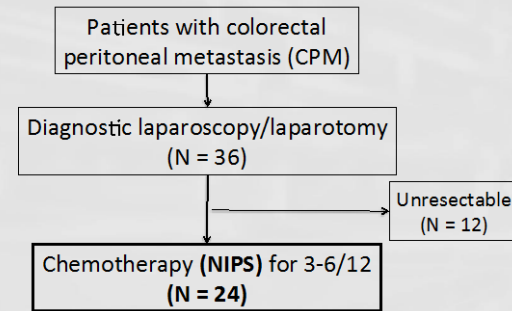 Patients with colorectal
peritoneal metastasis (CPM)
Diagnostic laparoscopy/laparotomy
(N = 36)
Unresectable
(N = 12)
Chemotherapy (NIPS) for 3-6/12
(N = 24)